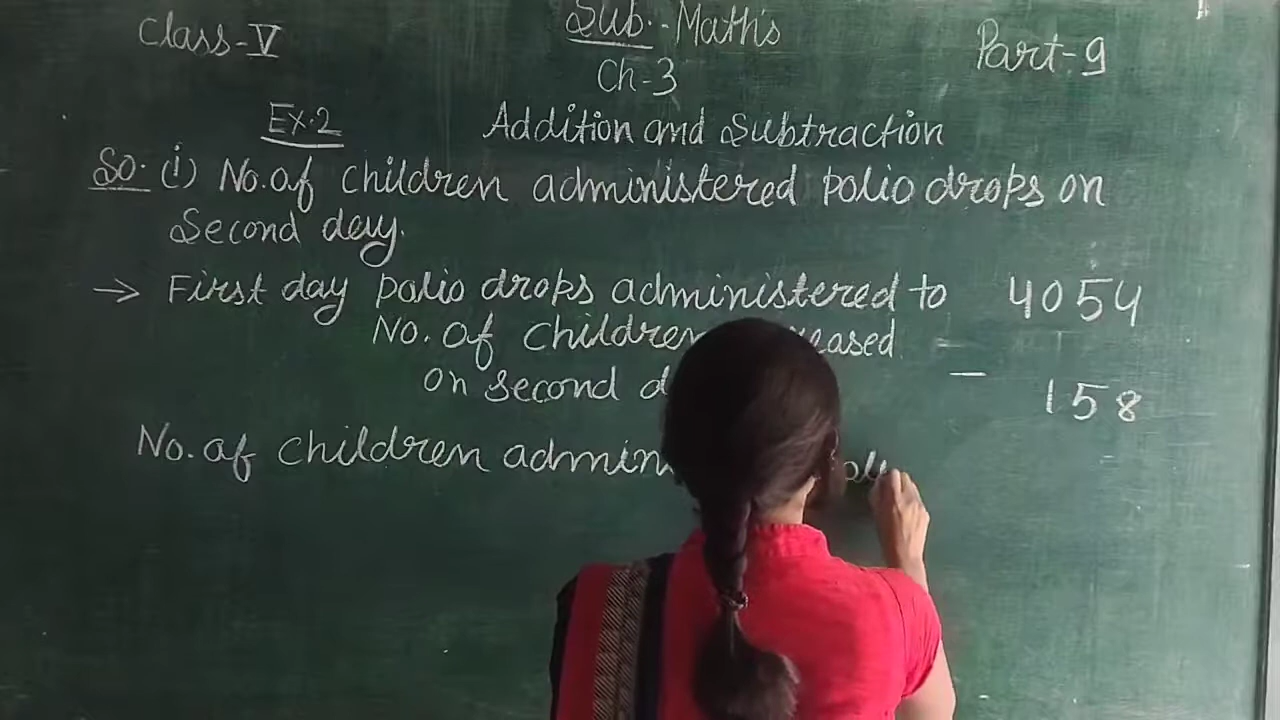 Class-V
Sub.-Math's
Part-9
Ch-3
Ex.2
Addition and Subtraction
So. (i) No. of children administered polio drops on
Second day.
→ First day polio drops administered to 4054
No. of children
on second
− 158
No. of children